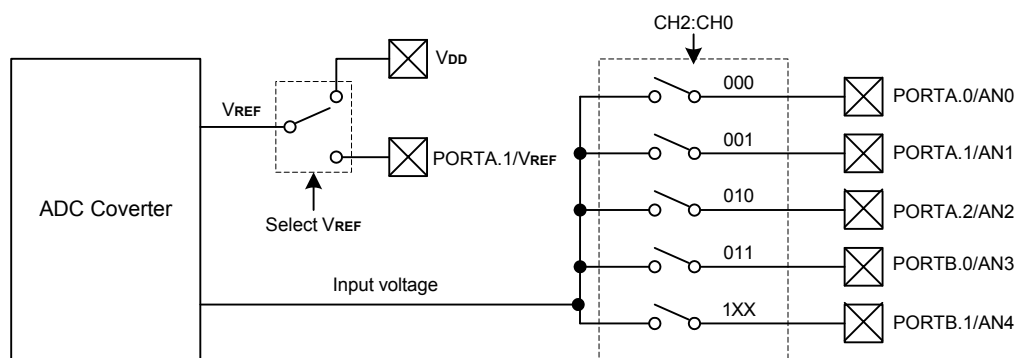 CH2:CH0
VDD
000
PORTA.0/AN0
VREF
001
PORTA.1/AN1
PORTA.1/VREF
ADC Coverter
010
PORTA.2/AN2
Select VREF
011
PORTB.0/AN3
Input voltage
1XX
PORTB.1/AN4